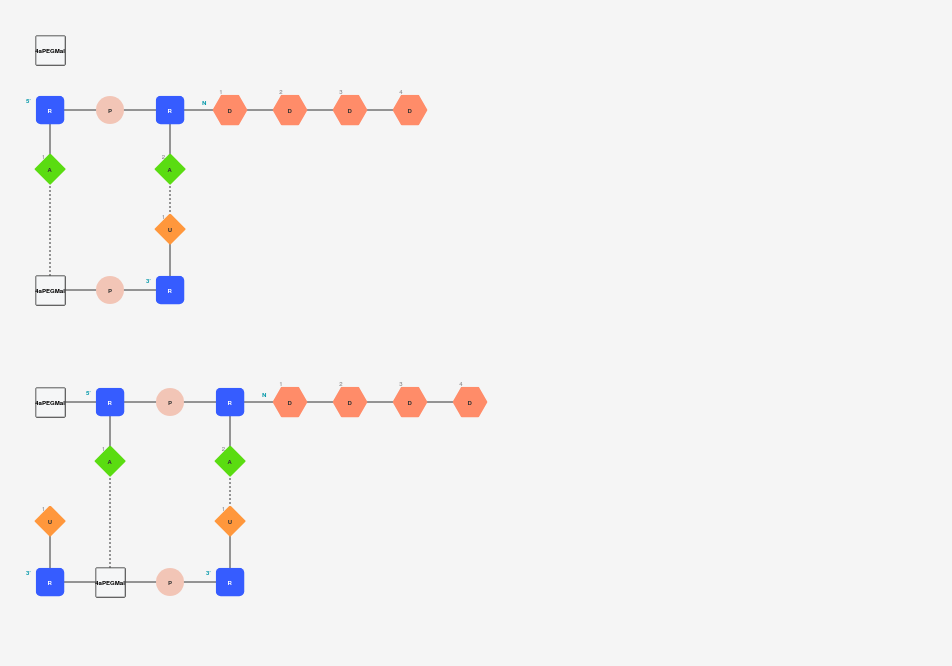 4aPEGMal
5' R P R N 1 D 2 D 3 D 4 D
1 A 2 A
1 U
4aPEGMal P 3' R
4aPEGMal 5' R P R N 1 D 2 D 3 D 4 D
1 A 2 A
1 U 1 U
3' R 4aPEGMal P 3' R